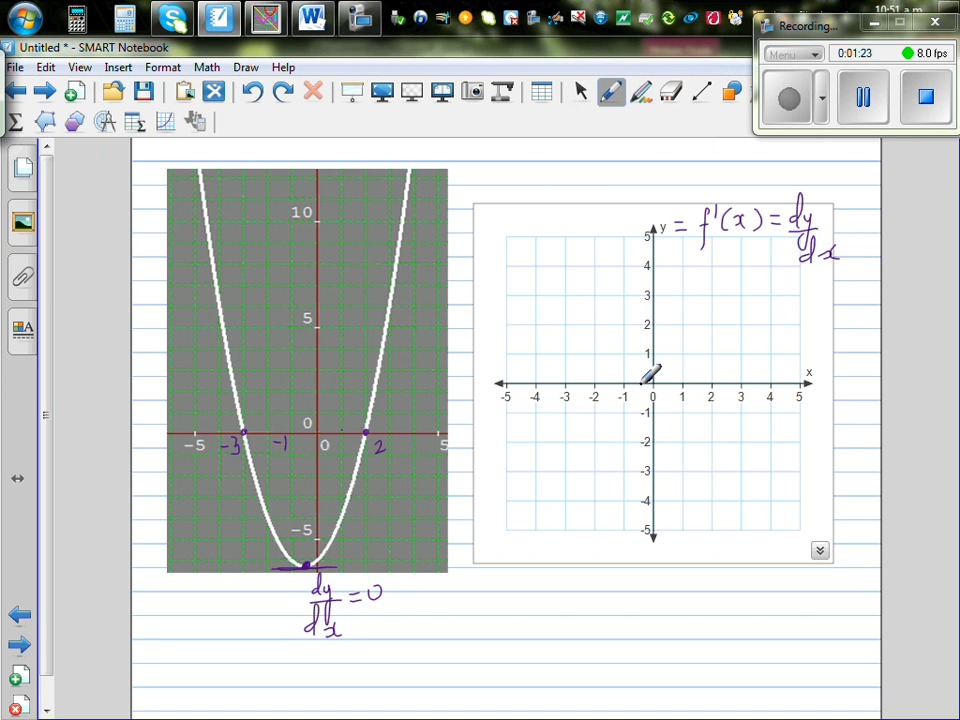 10:51 a.m.
Recording...
Untitled * - SMART Notebook
Menu
0:01:23
8.0 fps
File Edit View Insert Format Math Draw Help
10
5
0
-5 -3 -1 0 2 5
-5
dy/dx = 0
y = f'(x) = dy/dx
5
4
3
2
1
x
-5 -4 -3 -2 -1 0 1 2 3 4 5
-1
-2
-3
-4
-5